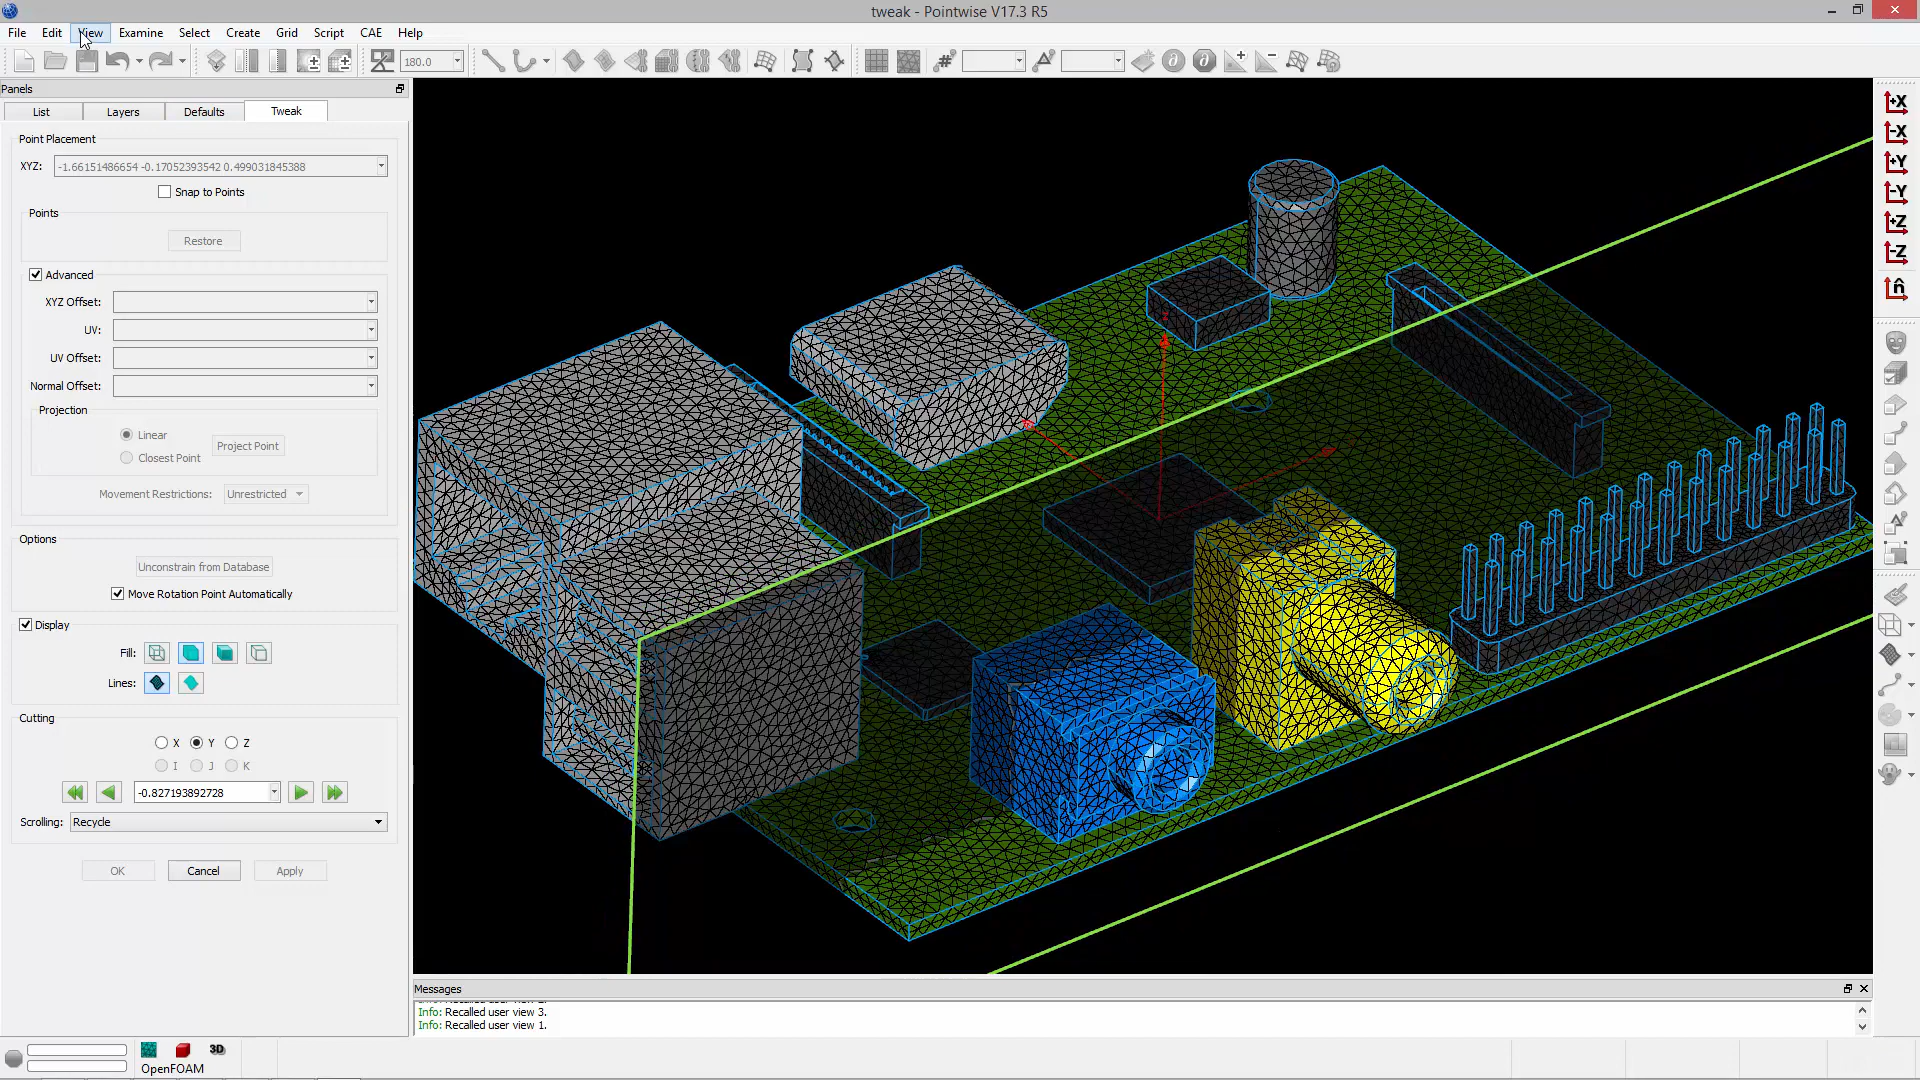 tweak - Pointwise V17.3 R5
File Edit View Examine Select Create Grid Script CAE Help
180.0
Panels
List Layers Defaults Tweak
Point Placement
XYZ: -1.66151486654 -0.17052393542 0.499031845388
Snap to Points
Points
Restore
Advanced
XYZ Offset:
UV:
UV Offset:
Normal Offset:
Projection
Linear
Project Point
Closest Point
Movement Restrictions: Unrestricted
Options
Unconstrain from Database
Move Rotation Point Automatically
Display
Fill:
Lines:
Cutting
X Y Z
I J K
-0.827193892728
Scrolling: Recycle
OK Cancel Apply
+X
-X
+Y
-Y
+Z
-Z
n̂
Messages
Info: Recalled user view 3.
Info: Recalled user view 1.
3D
OpenFOAM